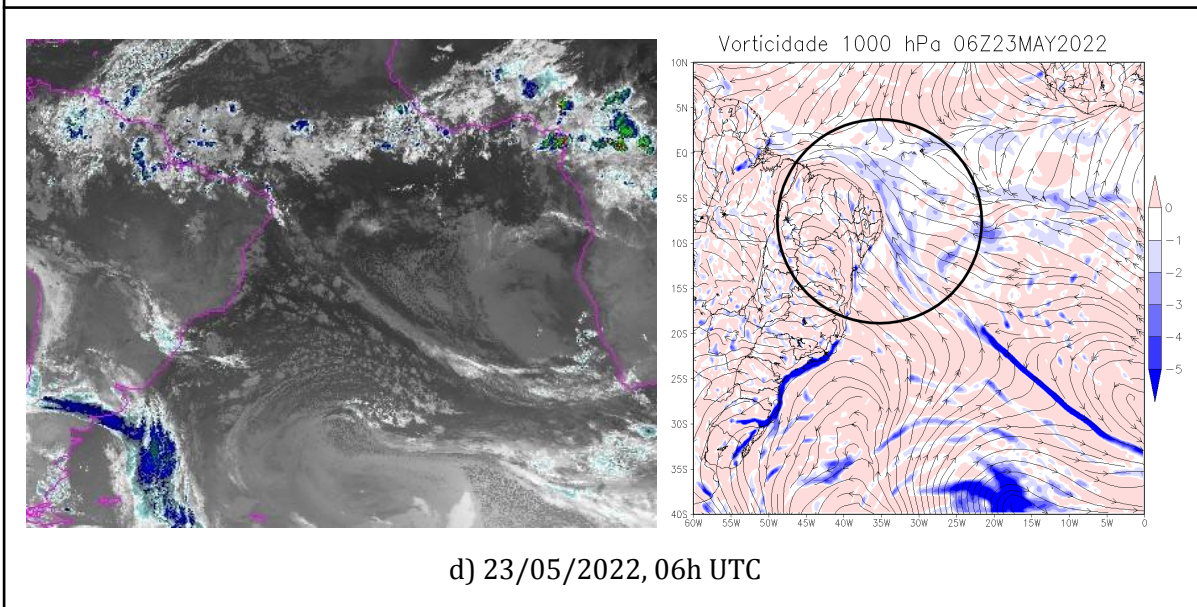 Vorticidade 1000 hPa 06Z23MAY2022
10N
5N
EQ
5S
10S
15S
20S
25S
30S
35S
40S
60W 55W 50W 45W 40W 35W 30W 25W 20W 15W 10W 5W 0
0
−1
−2
−3
−4
−5
d) 23/05/2022, 06h UTC